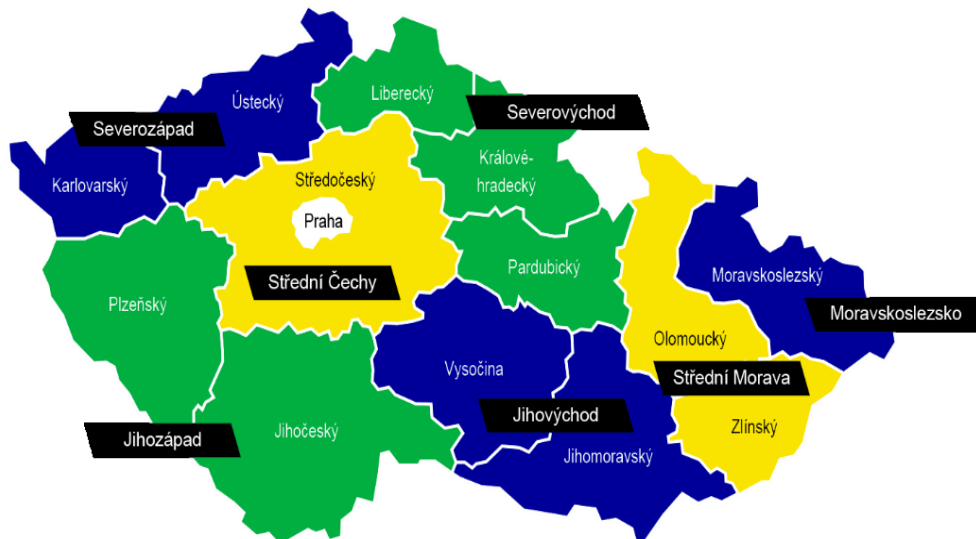 Ústecký
Liberecký
Severovýchod
Severozápad
Králové-
hradecký
Karlovarský
Středočeský
Praha
Pardubický
Moravskoslezský
Střední Čechy
Plzeňský
Moravskoslezsko
Olomoucký
Vysočina
Střední Morava
Jihovýchod
Zlínský
Jihočeský
Jihozápad
Jihomoravský